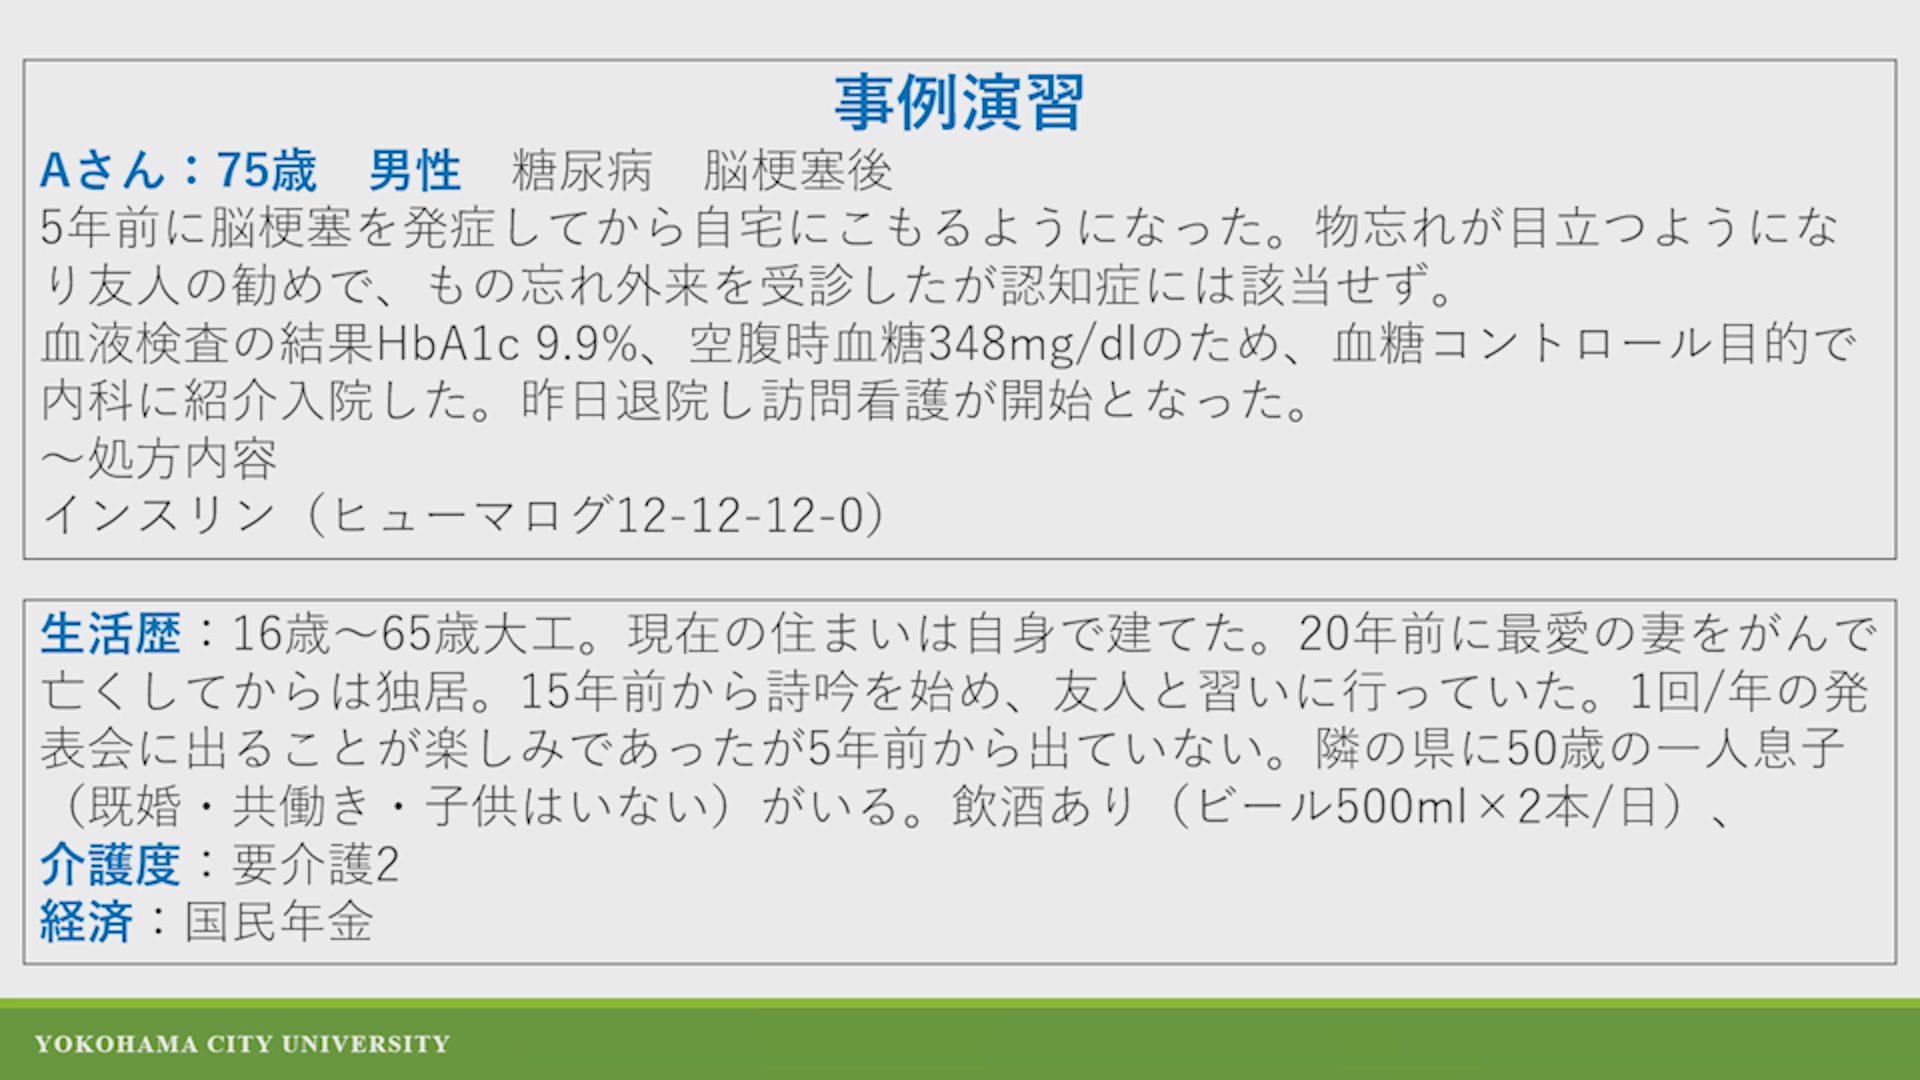 事例演習
Aさん：75歳　男性　糖尿病　脳梗塞後
5年前に脳梗塞を発症してから自宅にこもるようになった。物忘れが目立つようにな
り友人の勧めで、もの忘れ外来を受診したが認知症には該当せず。
血液検査の結果HbA1c 9.9%、空腹時血糖348mg/dlのため、血糖コントロール目的で
内科に紹介入院した。昨日退院し訪問看護が開始となった。
～処方内容
インスリン（ヒューマログ12-12-12-0）
生活歴：16歳～65歳大工。現在の住まいは自身で建てた。20年前に最愛の妻をがんで
亡くしてからは独居。15年前から詩吟を始め、友人と習いに行っていた。1回/年の発
表会に出ることが楽しみであったが5年前から出ていない。隣の県に50歳の一人息子
（既婚・共働き・子供はいない）がいる。飲酒あり（ビール500ml×2本/日）、
介護度：要介護2
経済：国民年金
YOKOHAMA CITY UNIVERSITY